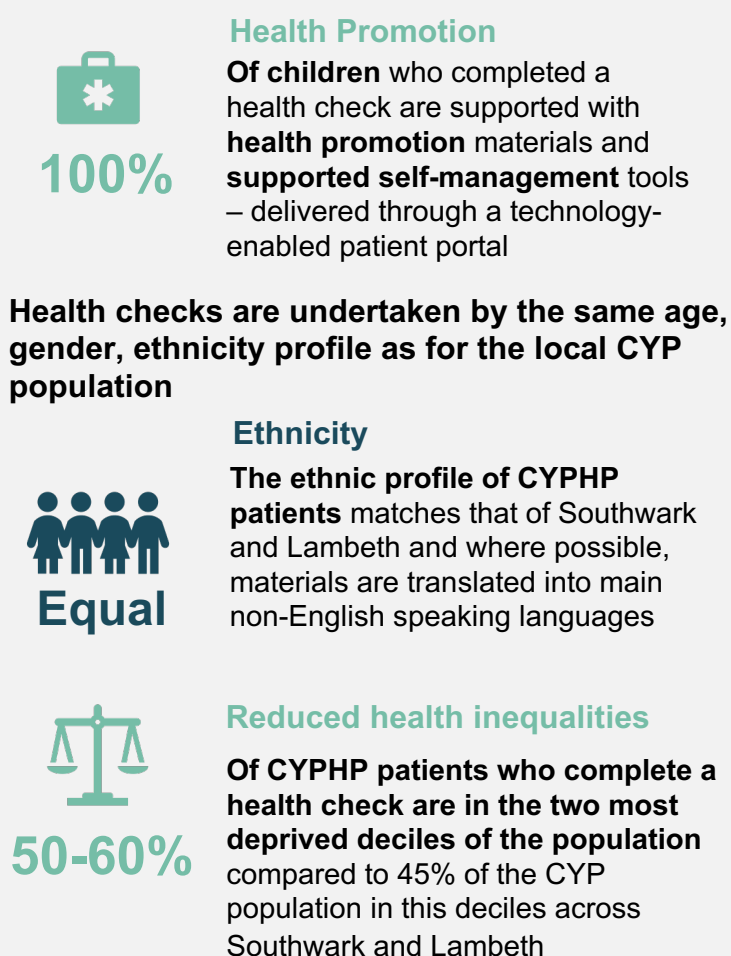 Health Promotion
100%
Of children who completed a
health check are supported with
health promotion materials and
supported self-management tools
– delivered through a technology-
enabled patient portal
Health checks are undertaken by the same age,
gender, ethnicity profile as for the local CYP
population
Ethnicity
Equal
The ethnic profile of CYPHP
patients matches that of Southwark
and Lambeth and where possible,
materials are translated into main
non-English speaking languages
Reduced health inequalities
50-60%
Of CYPHP patients who complete a
health check are in the two most
deprived deciles of the population
compared to 45% of the CYP
population in this deciles across
Southwark and Lambeth